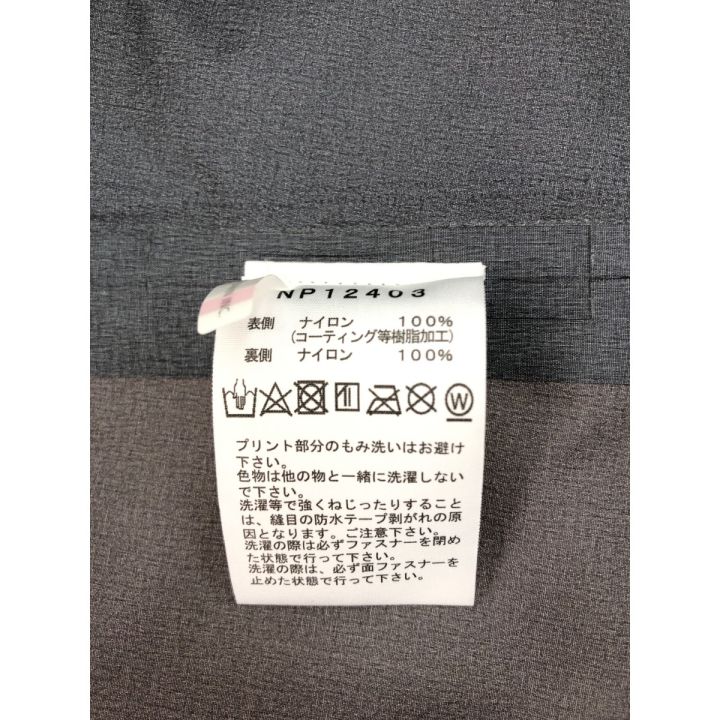 NP12403
表側 ナイロン 100%
(コーティング等樹脂加工)
裏側 ナイロン 100%
W
プリント部分のもみ洗いはお避け
下さい。
色物は他の物と一緒に洗濯しない
で下さい。
洗濯等で強くねじったりすること
は、縫目の防水テープ剥がれの原
因となります。ご注意下さい。
洗濯の際は必ずファスナーを閉め
た状態で行って下さい。
洗濯の際は、必ず面ファスナーを
止めた状態で行って下さい。